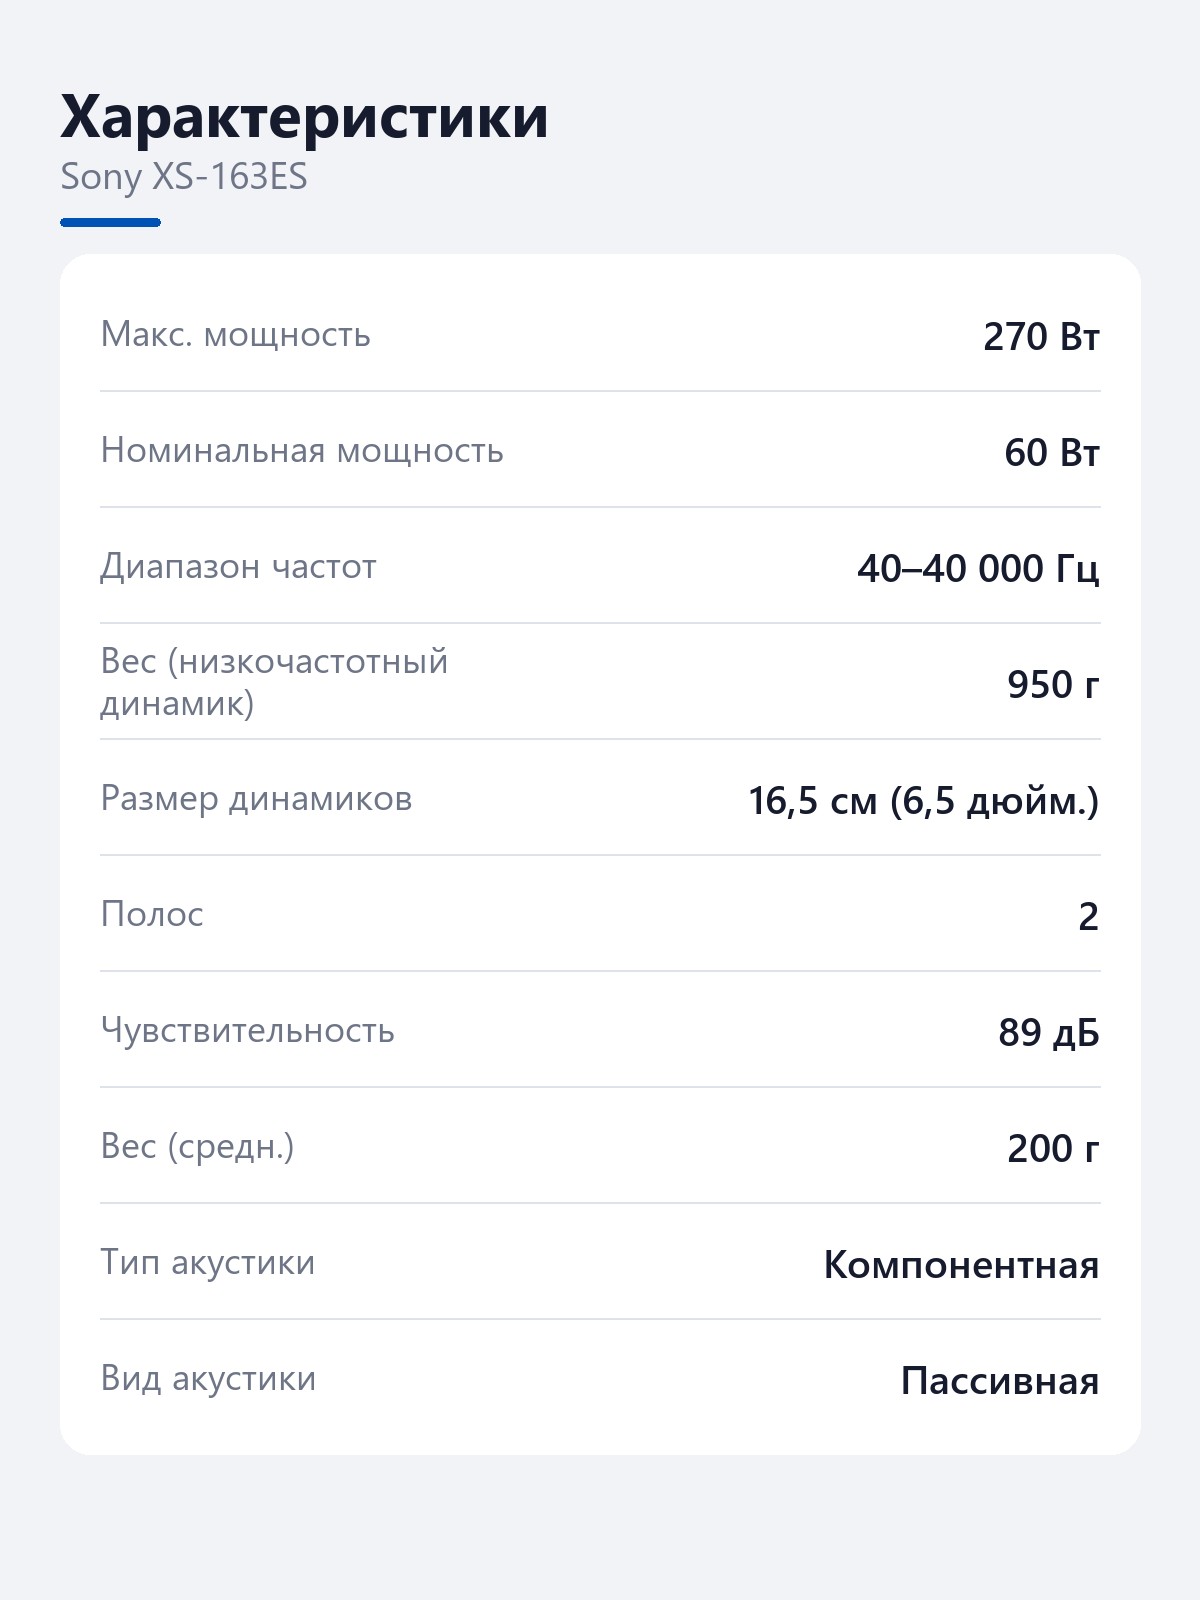 Характеристики
Sony XS-163ES
Макс. мощность 270 Вт
Номинальная мощность 60 Вт
Диапазон частот 40–40 000 Гц
Вес (низкочастотный
динамик) 950 г
Размер динамиков 16,5 см (6,5 дюйм.)
Полос 2
Чувствительность 89 дБ
Вес (средн.) 200 г
Тип акустики Компонентная
Вид акустики Пассивная